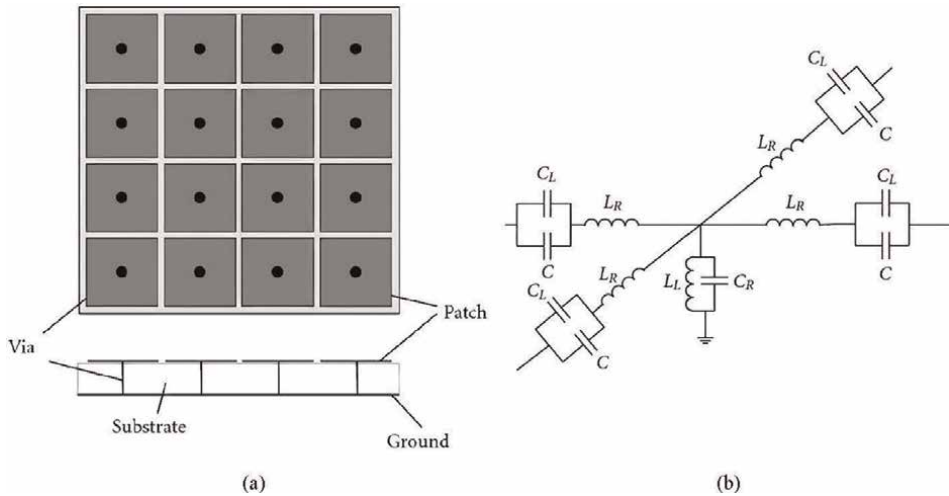 Via
Patch
Substrate
Ground
(a)
C_L
C
L_R
C_L
L_R
L_R
C_L
C
C
C_L
L_R
L_L
C_R
C
(b)